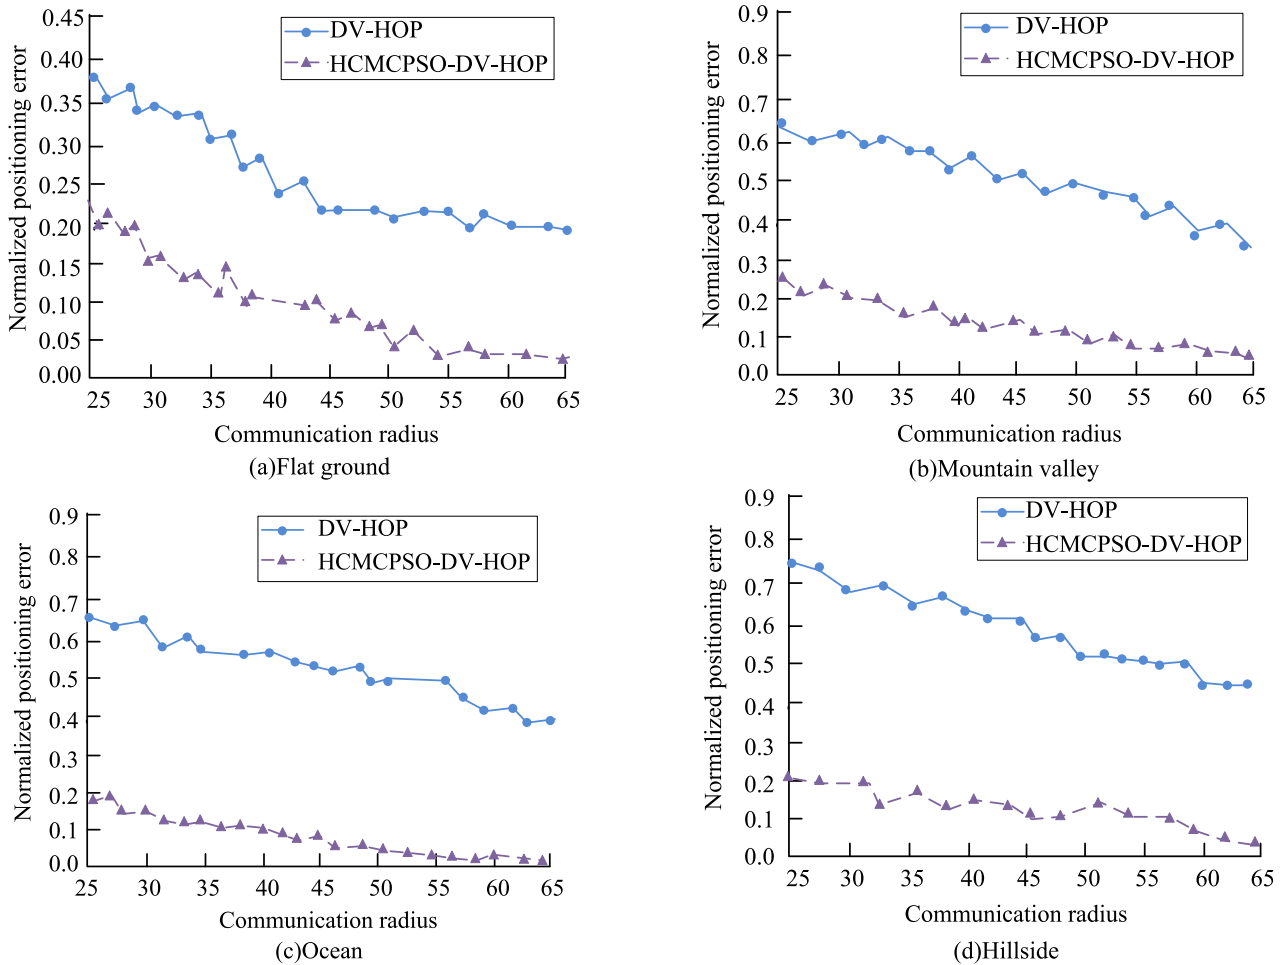 Normalized positioning error
0.45
0.40
0.35
0.30
0.25
0.20
0.15
0.10
0.05
0.00
DV-HOP
HCMCPSO-DV-HOP
25 30 35 40 45 50 55 60 65
Communication radius
(a)Flat ground
Normalized positioning error
0.9
0.8
0.7
0.6
0.5
0.4
0.3
0.2
0.1
0.0
DV-HOP
HCMCPSO-DV-HOP
25 30 35 40 45 50 55 60 65
Communication radius
(b)Mountain valley
Normalized positioning error
0.9
0.8
0.7
0.6
0.5
0.4
0.3
0.2
0.1
0.0
DV-HOP
HCMCPSO-DV-HOP
25 30 35 40 45 50 55 60 65
Communication radius
(c)Ocean
Normalized positioning error
0.9
0.8
0.7
0.6
0.5
0.4
0.3
0.2
0.1
0.0
DV-HOP
HCMCPSO-DV-HOP
25 30 35 40 45 50 55 60 65
Communication radius
(d)Hillside